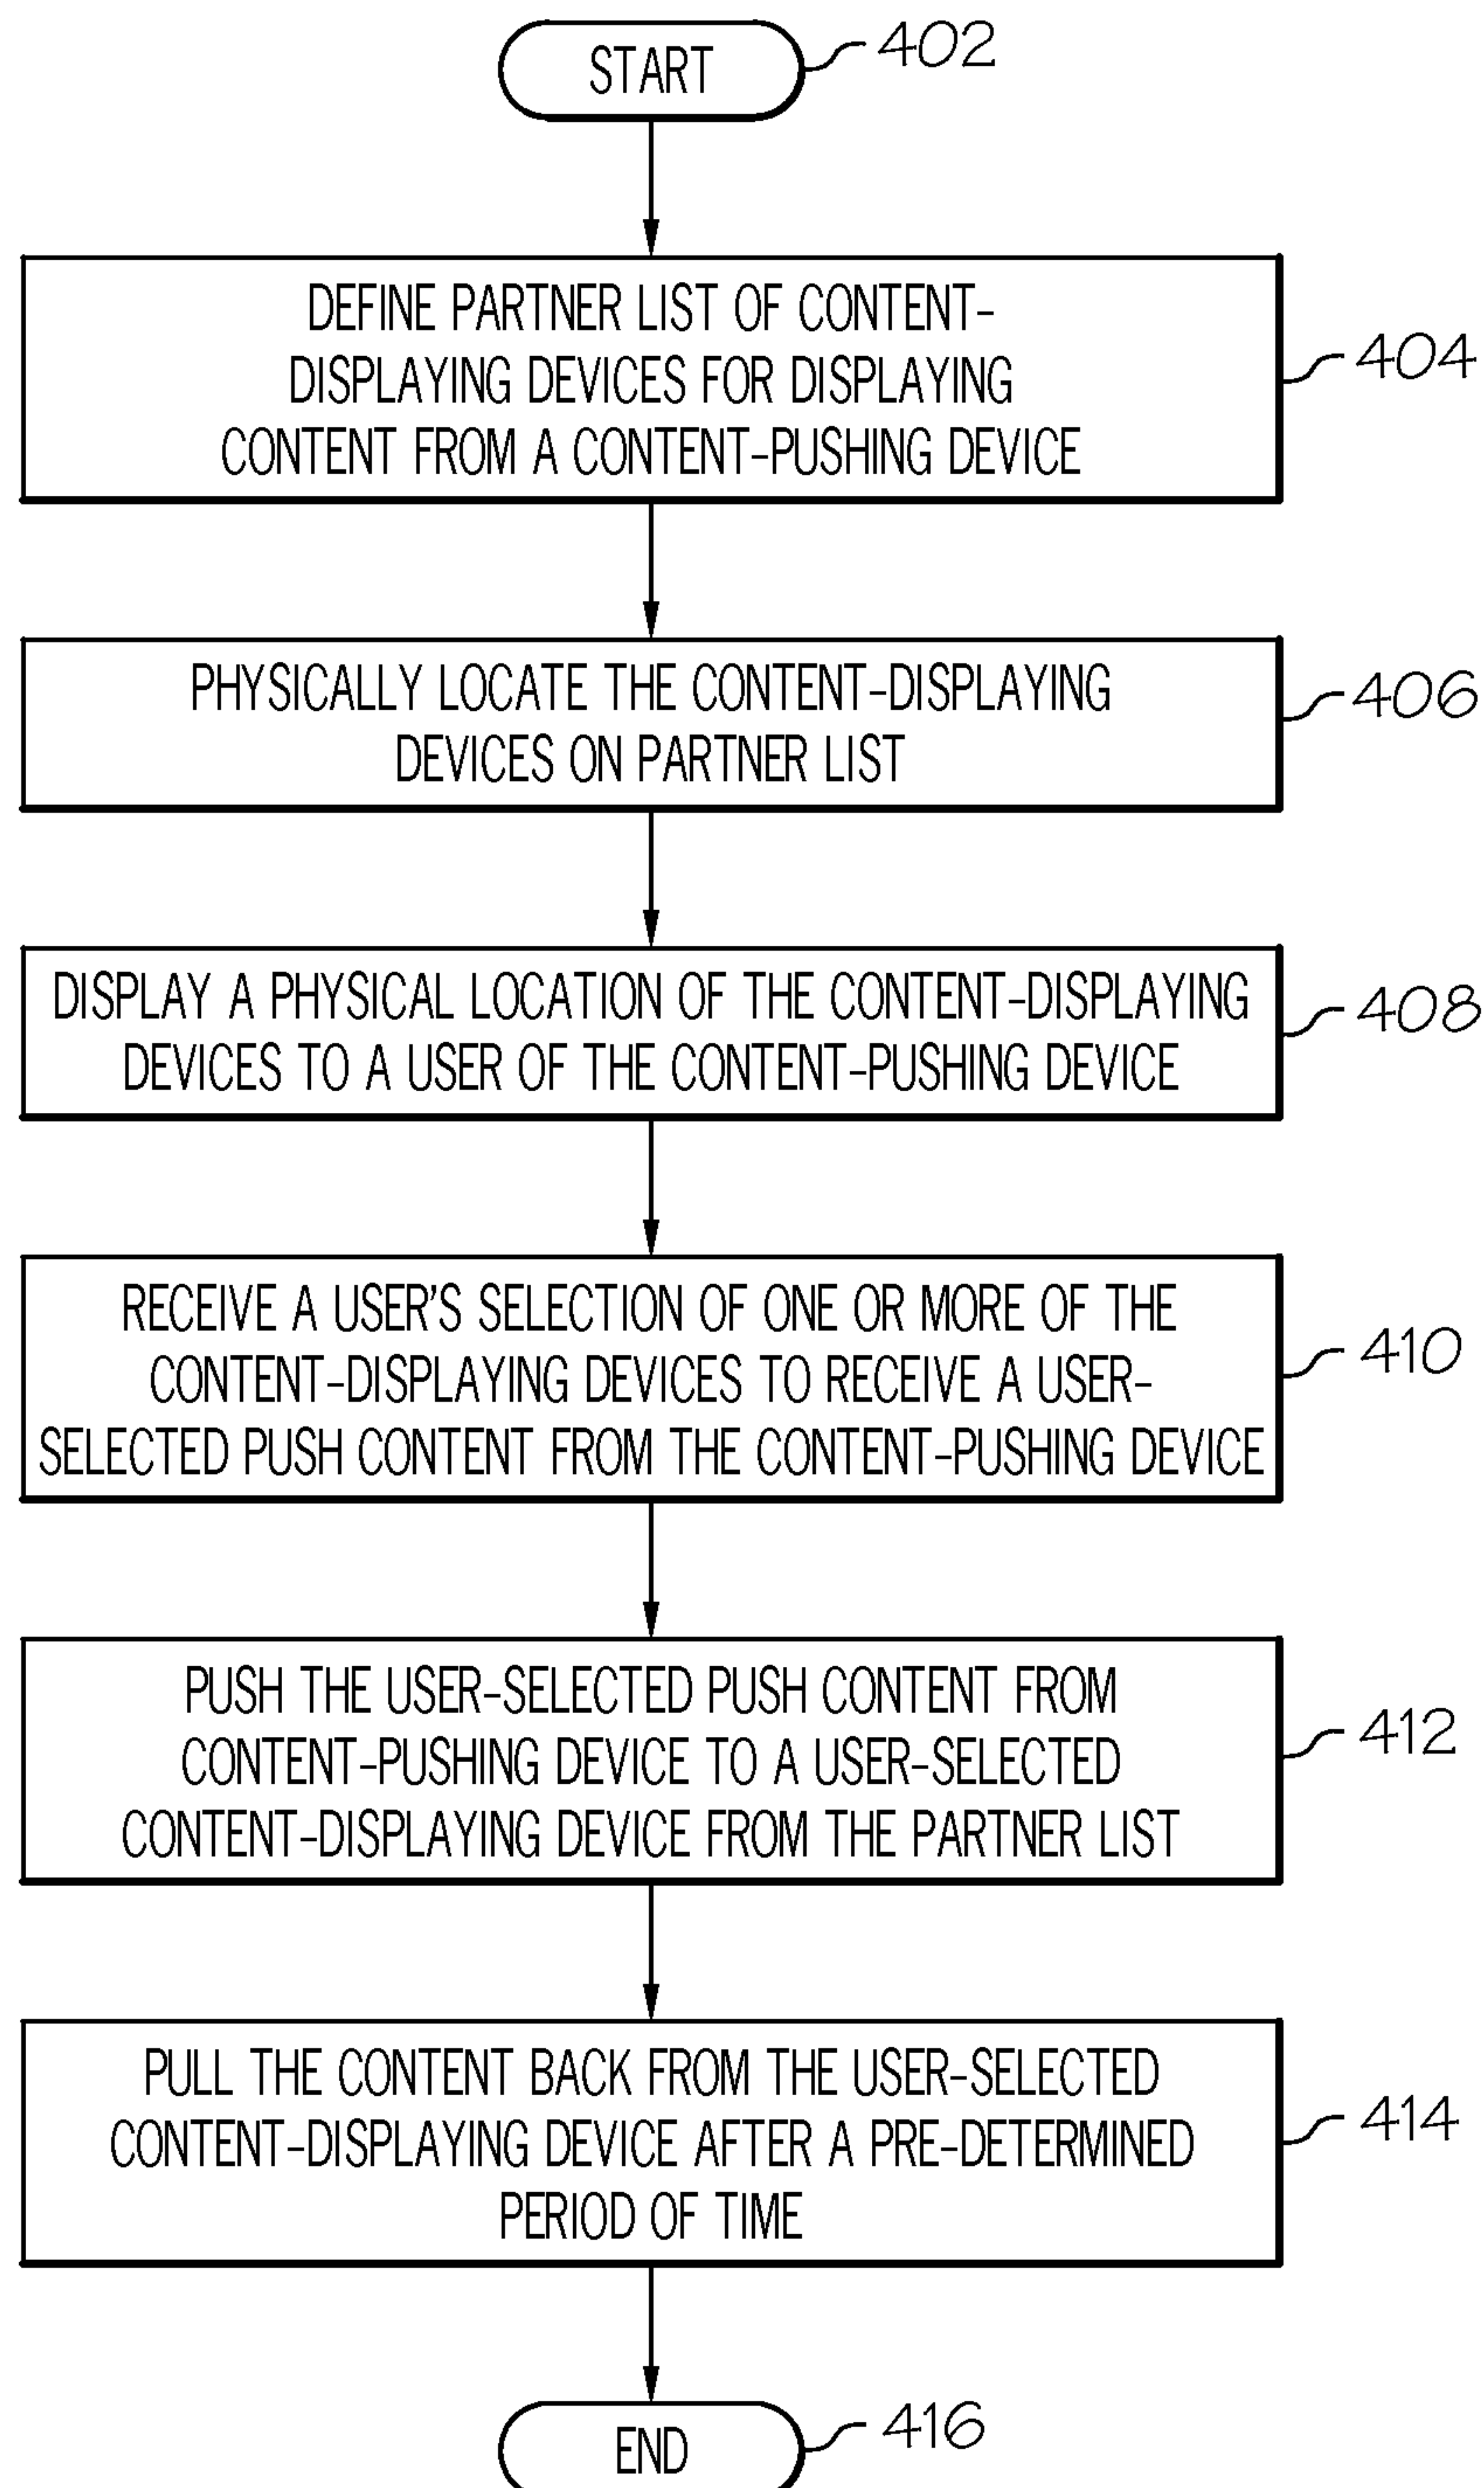 START
402
DEFINE PARTNER LIST OF CONTENT-
DISPLAYING DEVICES FOR DISPLAYING
CONTENT FROM A CONTENT-PUSHING DEVICE
404
PHYSICALLY LOCATE THE CONTENT-DISPLAYING
DEVICES ON PARTNER LIST
406
DISPLAY A PHYSICAL LOCATION OF THE CONTENT-DISPLAYING
DEVICES TO A USER OF THE CONTENT-PUSHING DEVICE
408
RECEIVE A USER'S SELECTION OF ONE OR MORE OF THE
CONTENT-DISPLAYING DEVICES TO RECEIVE A USER-
SELECTED PUSH CONTENT FROM THE CONTENT-PUSHING DEVICE
410
PUSH THE USER-SELECTED PUSH CONTENT FROM
CONTENT-PUSHING DEVICE TO A USER-SELECTED
CONTENT-DISPLAYING DEVICE FROM THE PARTNER LIST
412
PULL THE CONTENT BACK FROM THE USER-SELECTED
CONTENT-DISPLAYING DEVICE AFTER A PRE-DETERMINED
PERIOD OF TIME
414
END
416